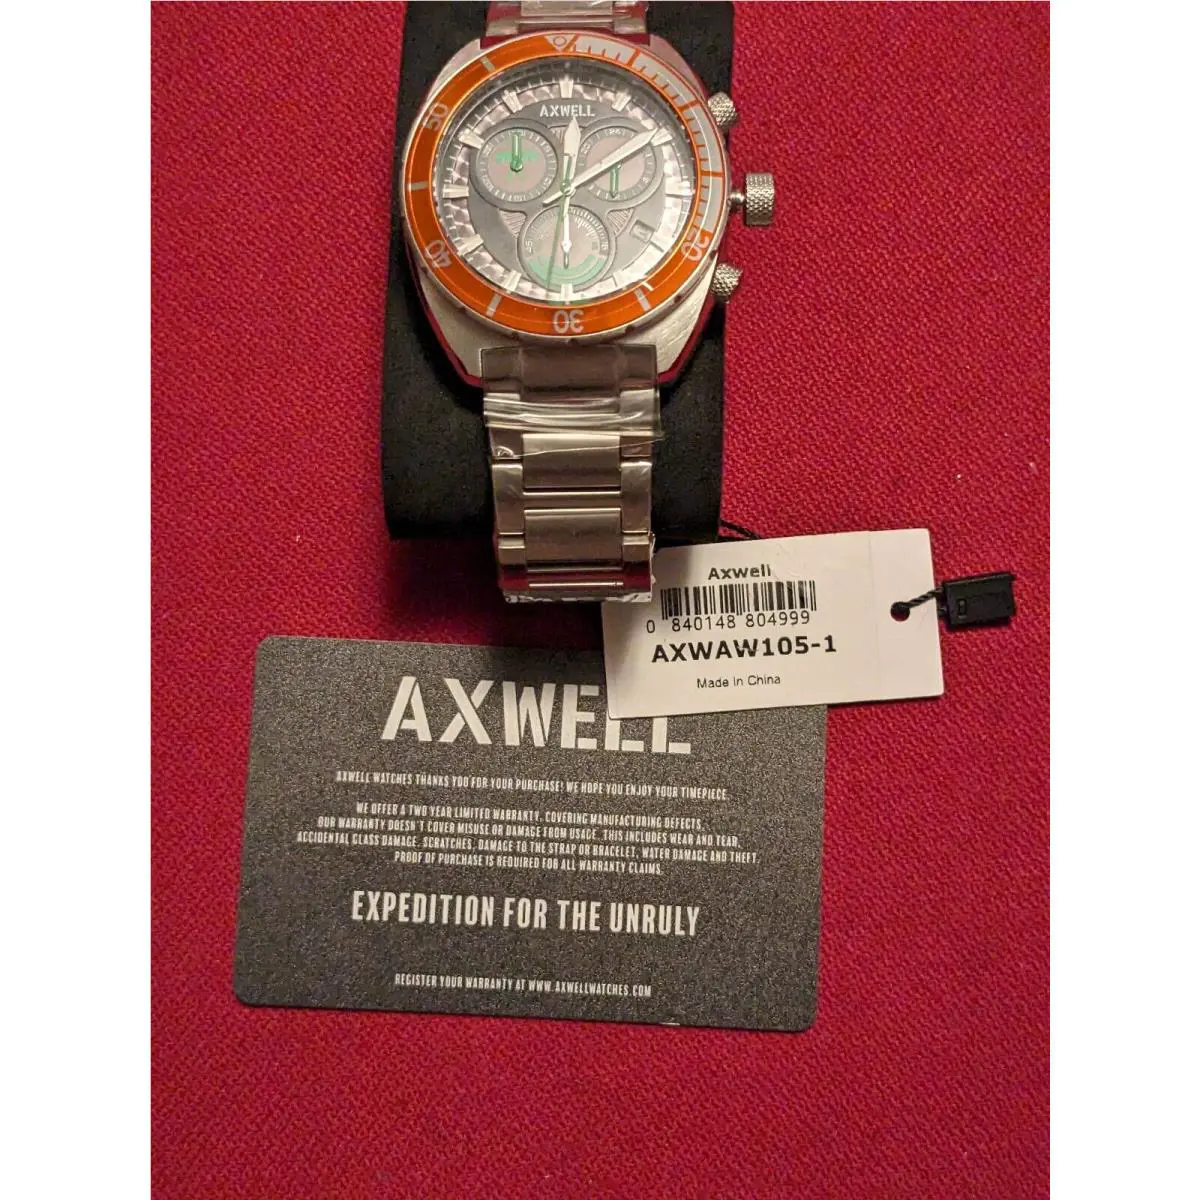 AXWELL
50
40
30
20
24
45
15
Axwell
0 840148 804999
AXWAW105-1
Made In China
AXWELL
AXWELL WATCHES THANKS YOU FOR YOUR PURCHASE! WE HOPE YOU ENJOY YOUR TIMEPIECE.
WE OFFER A TWO YEAR LIMITED WARRANTY, COVERING MANUFACTURING DEFECTS.
OUR WARRANTY DOESN'T COVER MISUSE OR DAMAGE FROM USAGE. THIS INCLUDES WEAR AND TEAR,
ACCIDENTAL GLASS DAMAGE, SCRATCHES, DAMAGE TO THE STRAP OR BRACELET, WATER DAMAGE AND THEFT.
PROOF OF PURCHASE IS REQUIRED FOR ALL WARRANTY CLAIMS.
EXPEDITION FOR THE UNRULY
REGISTER YOUR WARRANTY AT WWW.AXWELLWATCHES.COM